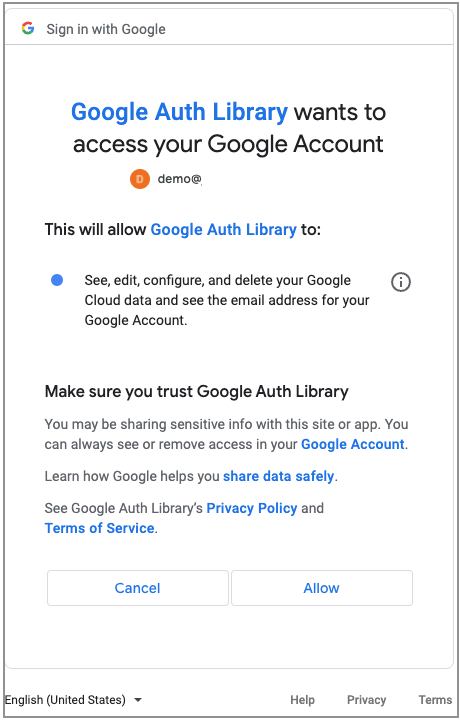 Sign in with Google
Google Auth Library wants to
access your Google Account
D demo@
This will allow Google Auth Library to:
See, edit, configure, and delete your Google
Cloud data and see the email address for your
Google Account.
Make sure you trust Google Auth Library
You may be sharing sensitive info with this site or app. You
can always see or remove access in your Google Account.
Learn how Google helps you share data safely.
See Google Auth Library's Privacy Policy and
Terms of Service.
Cancel Allow
English (United States) Help Privacy Terms